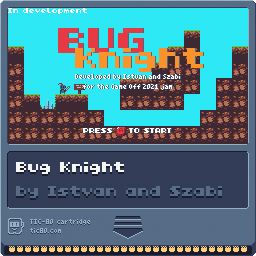 In development
BUG
Knight
Developed by Istvan and Szabi
for the Game Off 2021 jam
PRESS TO START
Bug Knight
by Istvan and Szabi
TIC-80 cartridge
tic80.com